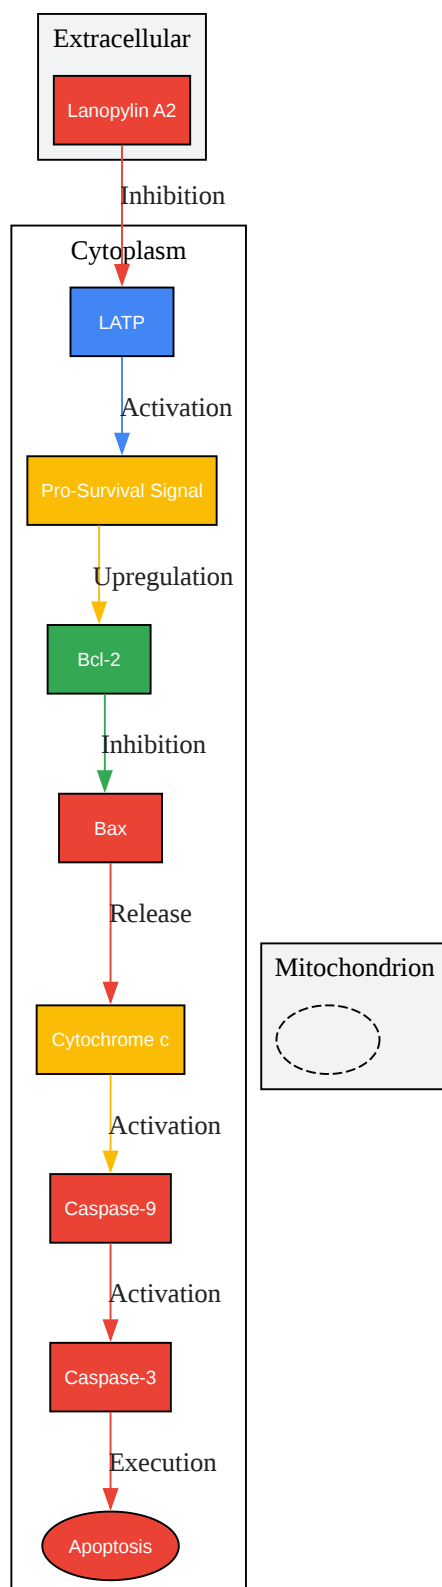 Extracellular
Lanopylin A2
Inhibition
Cytoplasm
LATP
Activation
Pro-Survival Signal
Upregulation
Bcl-2
Inhibition
Bax
Release
Mitochondrion
Cytochrome c
Activation
Caspase-9
Activation
Caspase-3
Execution
Apoptosis